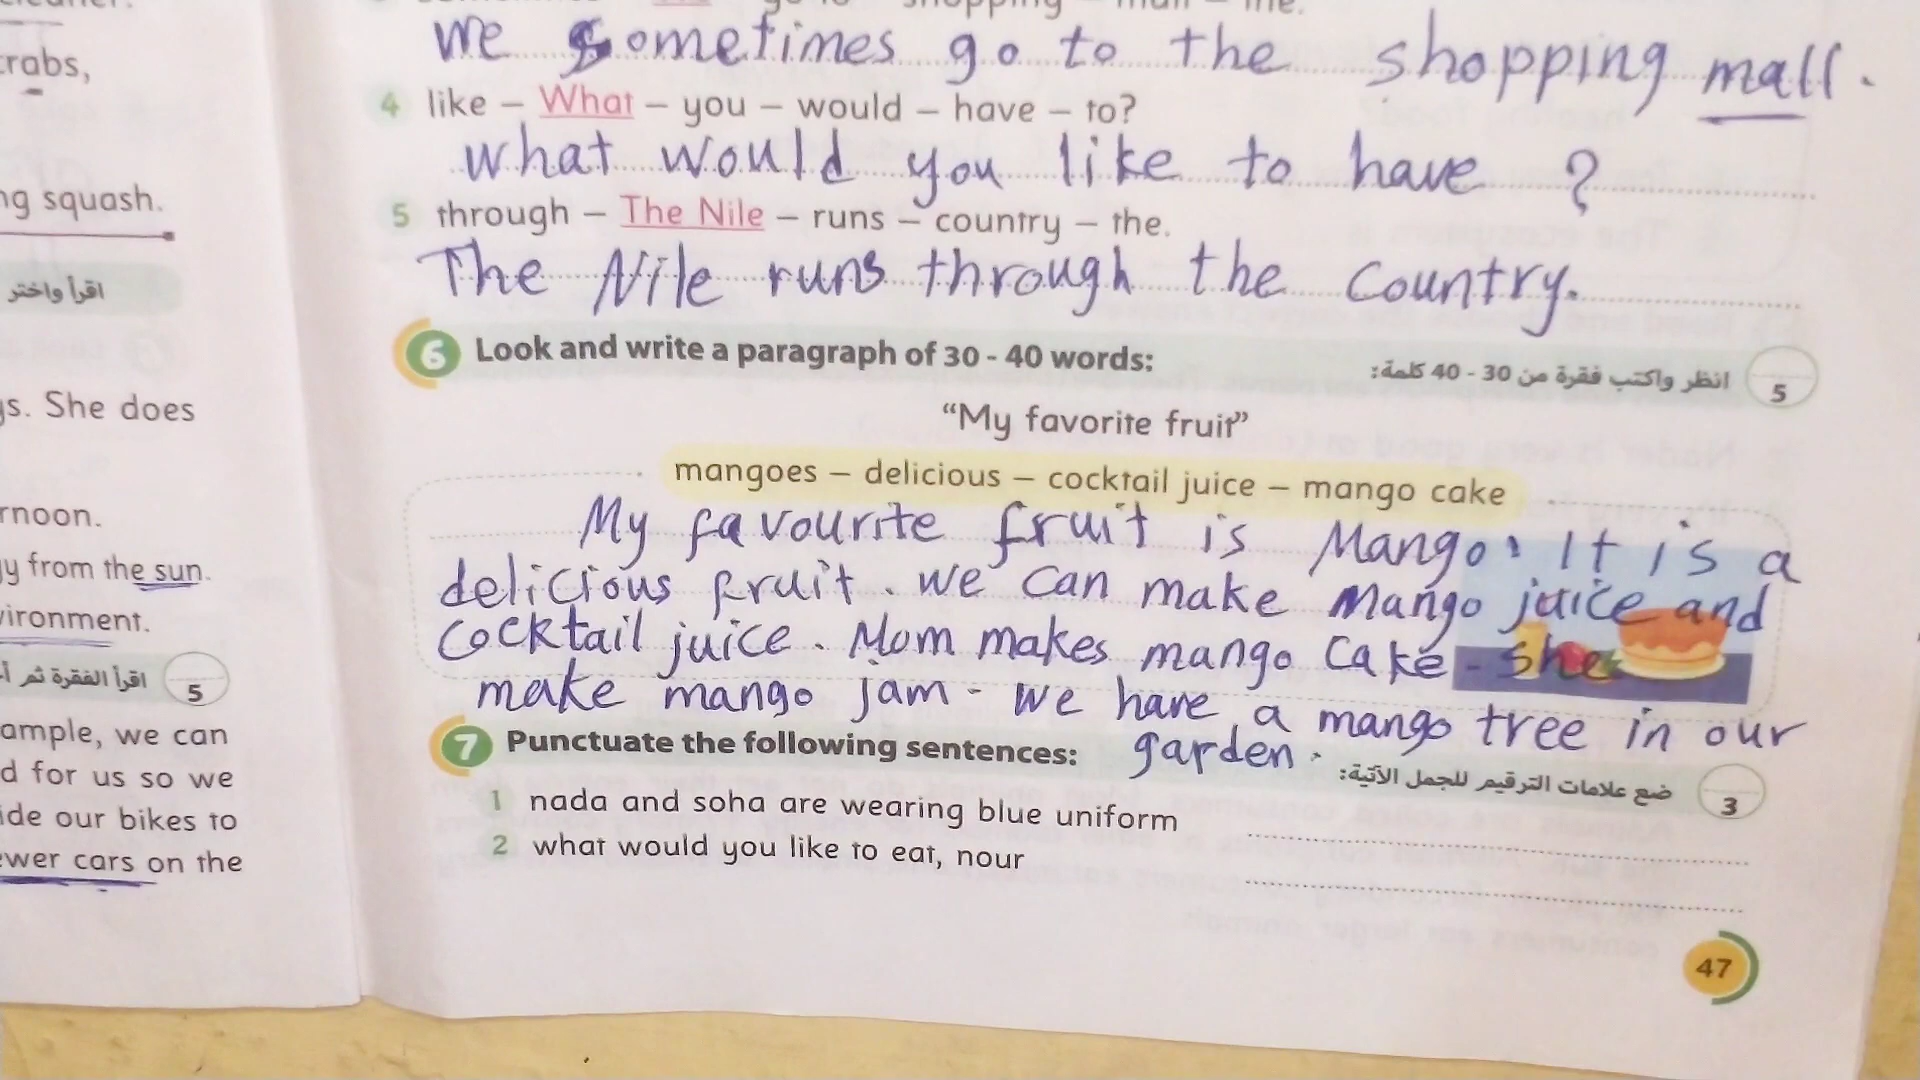 crabs,
ng squash.
اقرأ واختر
gs. She does
rnoon.
y from the sun.
vironment.
اقرأ الفقرة ثم أ
5
ample, we can
d for us so we
ide our bikes to
ewer cars on the
We sometimes go to the shopping mall.
4 like – What – you – would – have – to?
what would you like to have ?
5 through – The Nile – runs – country – the.
The Nile runs through the country.
6 Look and write a paragraph of 30 - 40 words:
انظر واكتب فقرة من 30 - 40 كلمة:
5
“My favorite fruit”
mangoes – delicious – cocktail juice – mango cake
My favourite fruit is Mango. It is a
delicious fruit. we can make Mango juice and
cocktail juice. Mom makes mango cake - she
make mango jam - we have a mango tree in our
garden.
7 Punctuate the following sentences:
ضع علامات الترقيم للجمل الآتية:
3
1 nada and soha are wearing blue uniform
2 what would you like to eat, nour
47